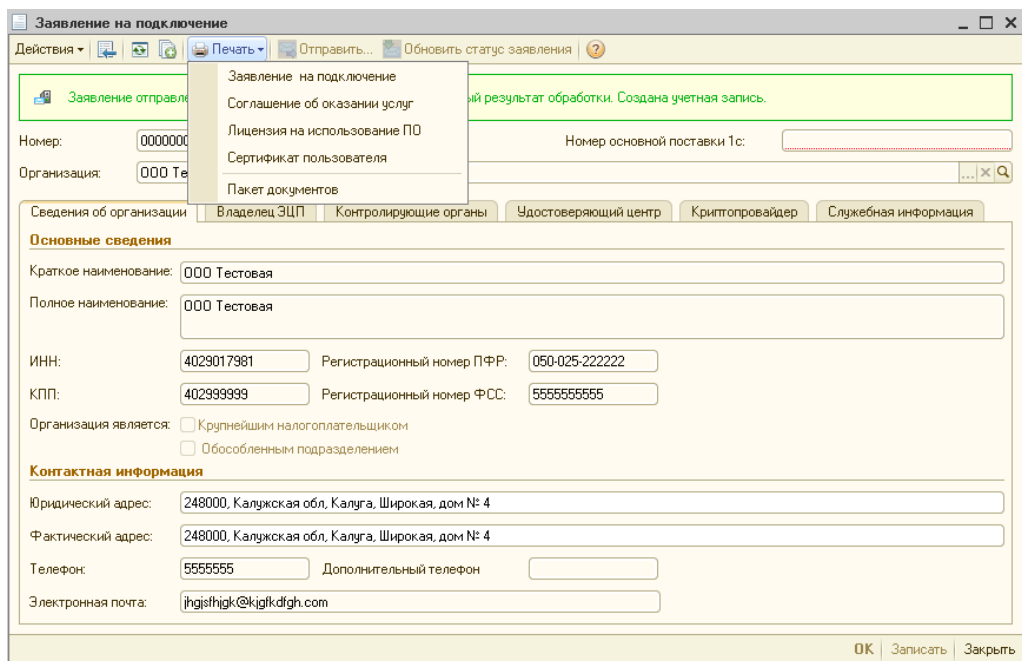 Заявление на подключение
Действия Печать Отправить... Обновить статус заявления ?
Заявление на подключение
Соглашение об оказании услуг
Лицензия на использование ПО
Сертификат пользователя
Пакет документов
Заявление отправле ый результат обработки. Создана учетная запись.
Номер: 0000000 Номер основной поставки 1с:
Организация: ООО Те ...
Сведения об организации Владелец ЭЦП Контролирующие органы Удостоверяющий центр Криптопровайдер Служебная информация
Основные сведения
Краткое наименование: ООО Тестовая
Полное наименование: ООО Тестовая
ИНН: 4029017981 Регистрационный номер ПФР: 050-025-222222
КПП: 402999999 Регистрационный номер ФСС: 5555555555
Организация является: Крупнейшим налогоплательщиком
Обособленным подразделением
Контактная информация
Юридический адрес: 248000, Калужская обл, Калуга, Широкая, дом № 4
Фактический адрес: 248000, Калужская обл, Калуга, Широкая, дом № 4
Телефон: 5555555 Дополнительный телефон
Электронная почта: jhgjsfhjgk@kjgfkdfgh.com
OK Записать Закрыть